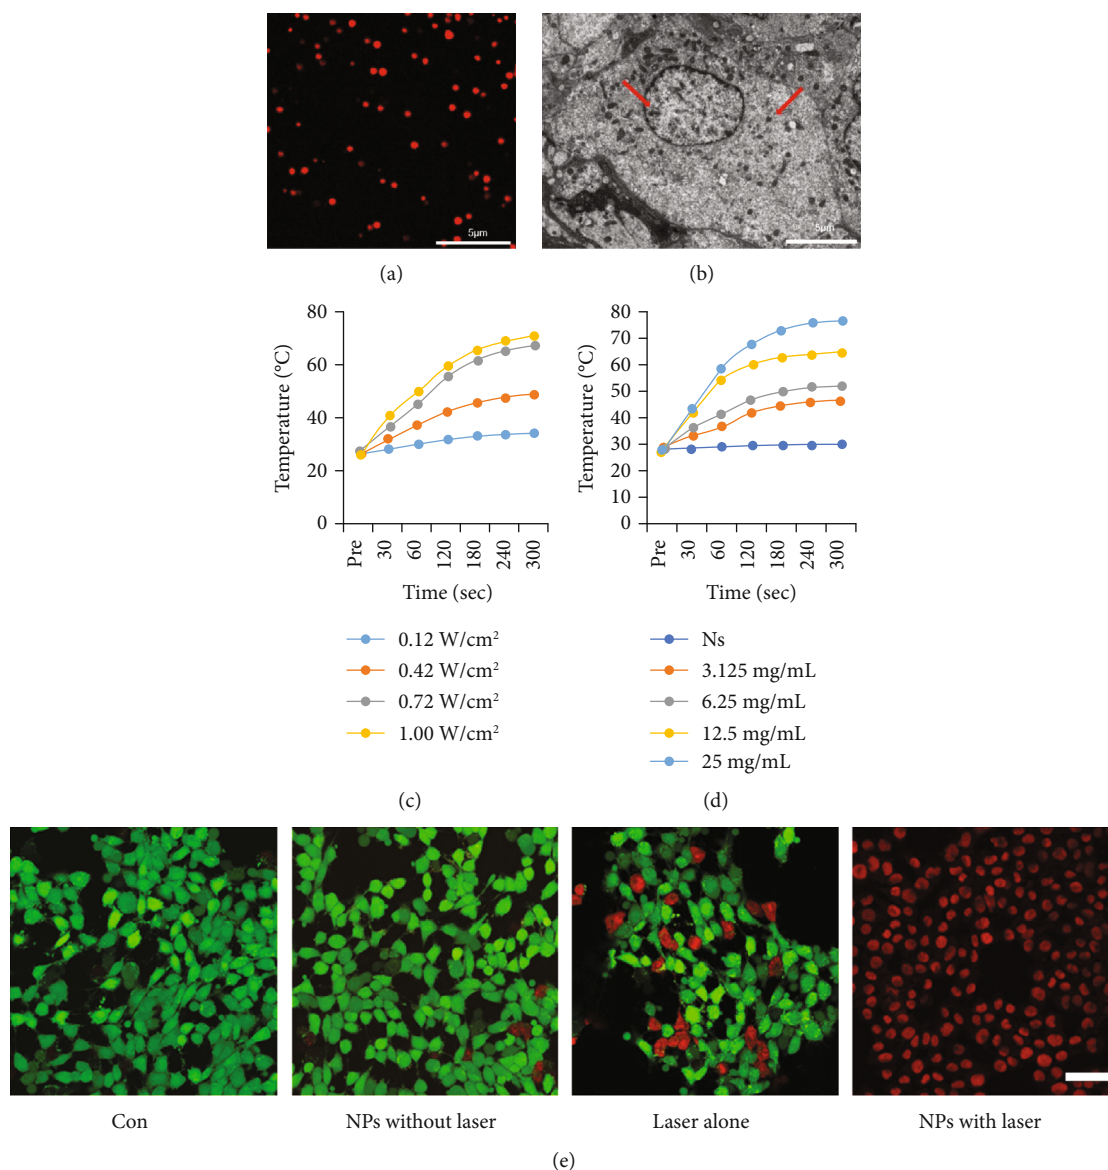 5μm
5μm
(a)
(b)
80
60
40
20
0
Temperature (°C)
Pre
30
60
120
180
240
300
Time (sec)
0.12 W/cm²
0.42 W/cm²
0.72 W/cm²
1.00 W/cm²
(c)
80
70
60
50
40
30
20
10
0
Temperature (°C)
Pre
30
60
120
180
240
300
Time (sec)
Ns
3.125 mg/mL
6.25 mg/mL
12.5 mg/mL
25 mg/mL
(d)
Con
NPs without laser
Laser alone
NPs with laser
(e)